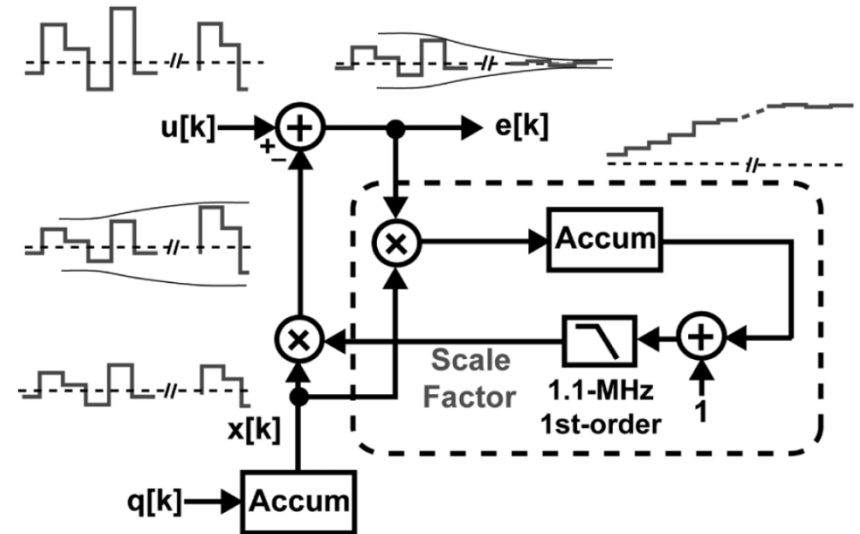 u[k]
+
−
+
e[k]
×
Accum
×
Scale
Factor
1.1-MHz
1st-order
+
1
x[k]
q[k]
Accum